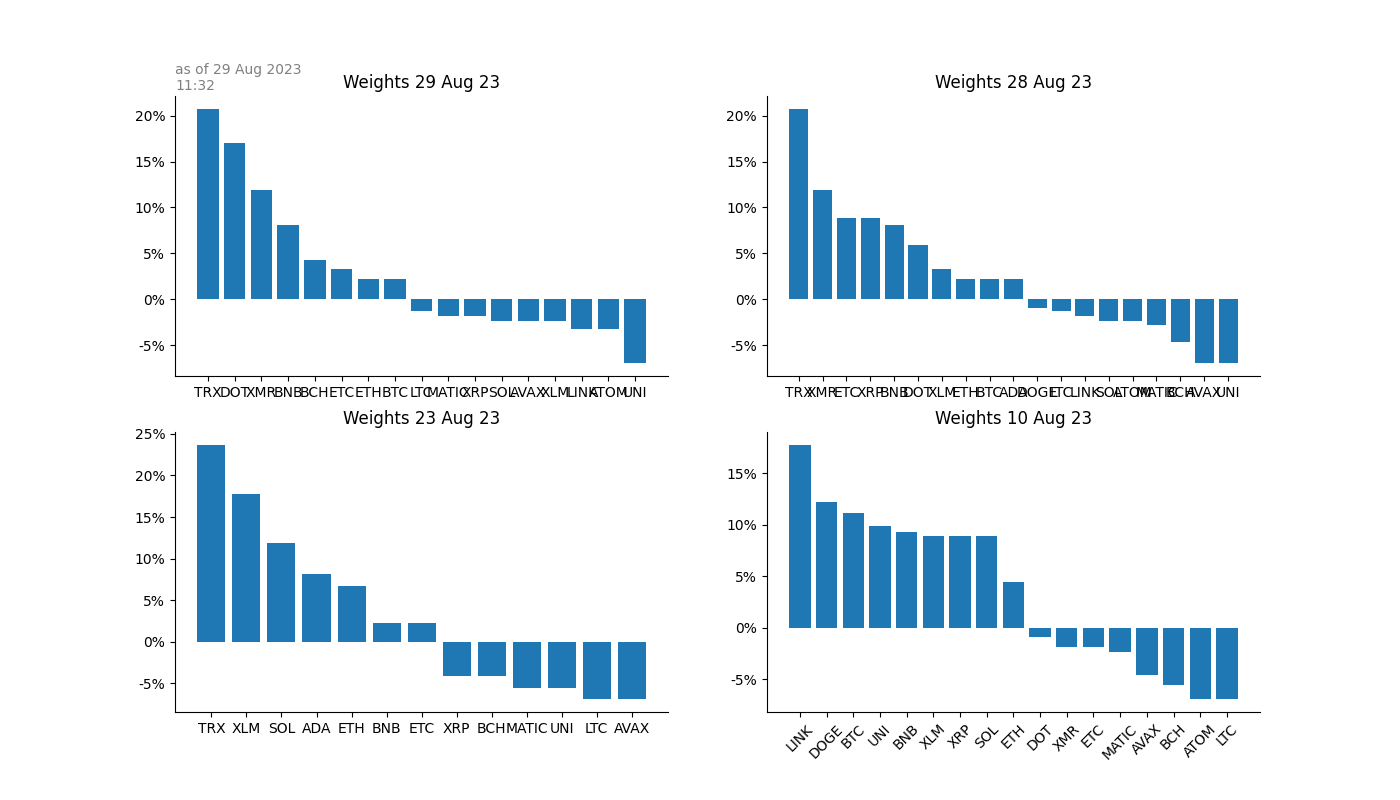 as of 29 Aug 2023
11:32
Weights 29 Aug 23
20%
15%
10%
5%
0%
-5%
TRX DOT XMR BNB BCH ETC ETH BTC LTC MATIC XRP SOL AVAX XLM LINK ATOM UNI
Weights 28 Aug 23
20%
15%
10%
5%
0%
-5%
TRX XMR ETC XRP BNB DOT XLM ETH BTC ADA DOGE LTC LINK SOL ATOM MATIC BCH AVAX UNI
Weights 23 Aug 23
25%
20%
15%
10%
5%
0%
-5%
TRX XLM SOL ADA ETH BNB ETC XRP BCH MATIC UNI LTC AVAX
Weights 10 Aug 23
15%
10%
5%
0%
-5%
LINK DOGE BTC UNI BNB XLM XRP SOL ETH DOT XMR ETC MATIC AVAX BCH ATOM LTC